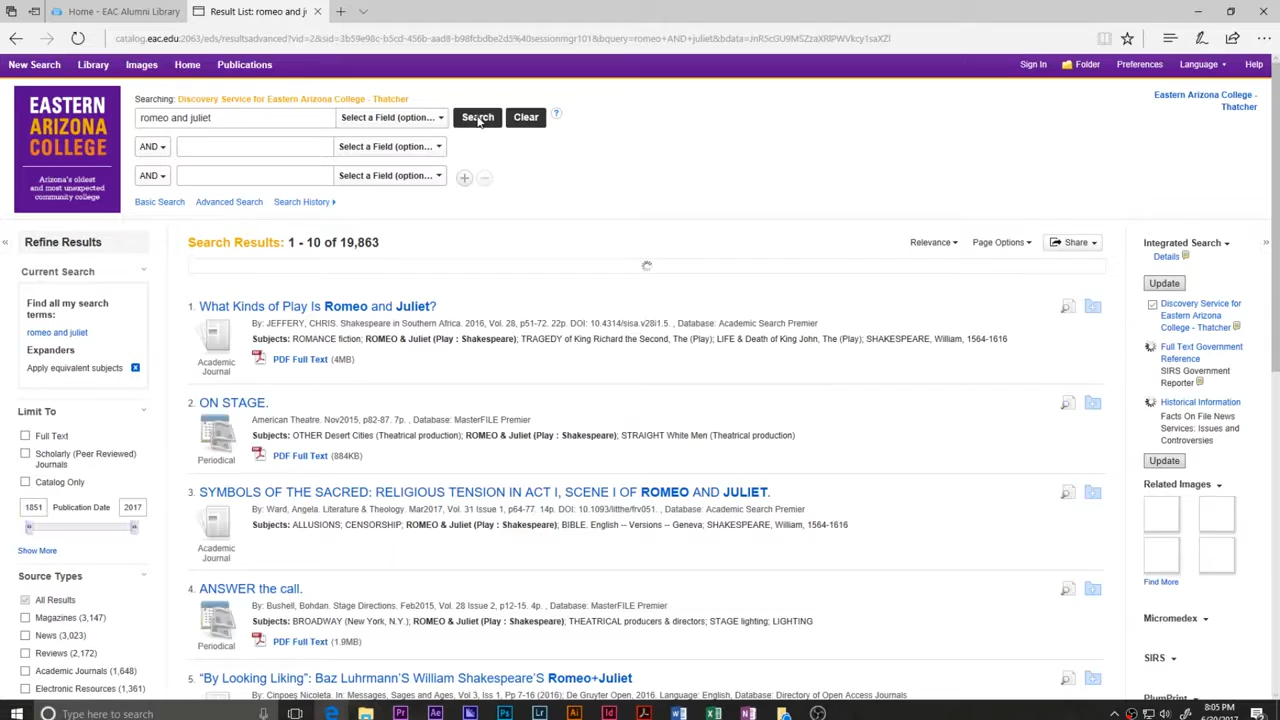 Home - EAC Alumni Library
Result List: romeo and ju
catalog.eac.edu:2063/eds/resultsadvanced?vid=2&sid=3b59e98c-b5cd-456b-aad8-b98fcbdbe2d5%40sessionmgr101&bquery=romeo+AND+juliet&bdata=JnR5cGU9MSZzaXRlPWVkcy1saXZl
New Search Library Images Home Publications
Sign In Folder Preferences Language Help
EASTERN
ARIZONA
COLLEGE
Arizona's oldest
and most unexpected
community college
Searching: Discovery Service for Eastern Arizona College - Thatcher
romeo and juliet Select a Field (option... Search Clear ?
AND Select a Field (option...
AND Select a Field (option...
Basic Search Advanced Search Search History
Eastern Arizona College -
Thatcher
Refine Results
Current Search
Find all my search
terms:
romeo and juliet
Expanders
Apply equivalent subjects
Limit To
Full Text
Scholarly (Peer Reviewed)
Journals
Catalog Only
1851 Publication Date 2017
Show More
Source Types
All Results
Magazines (3,147)
News (3,023)
Reviews (2,172)
Academic Journals (1,648)
Electronic Resources (1,361)
Search Results: 1 - 10 of 19,863
Relevance Page Options Share
1. What Kinds of Play Is Romeo and Juliet?
By: JEFFERY, CHRIS. Shakespeare in Southern Africa. 2016, Vol. 28, p51-72. 22p. DOI: 10.4314/sisa.v28i1.5. , Database: Academic Search Premier
Subjects: ROMANCE fiction; ROMEO & Juliet (Play : Shakespeare); TRAGEDY of King Richard the Second, The (Play); LIFE & Death of King John, The (Play); SHAKESPEARE, William, 1564-1616
Academic
Journal
PDF Full Text (4MB)
2. ON STAGE.
American Theatre. Nov2015, p82-87. 7p. , Database: MasterFILE Premier
Subjects: OTHER Desert Cities (Theatrical production); ROMEO & Juliet (Play : Shakespeare); STRAIGHT White Men (Theatrical production)
Periodical
PDF Full Text (884KB)
3. SYMBOLS OF THE SACRED: RELIGIOUS TENSION IN ACT I, SCENE I OF ROMEO AND JULIET.
By: Ward, Angela. Literature & Theology. Mar2017, Vol. 31 Issue 1, p64-77. 14p. DOI: 10.1093/litthe/frv051. , Database: Academic Search Premier
Subjects: ALLUSIONS; CENSORSHIP; ROMEO & Juliet (Play : Shakespeare); BIBLE. English -- Versions -- Geneva; SHAKESPEARE, William, 1564-1616
Academic
Journal
4. ANSWER the call.
By: Bushell, Bohdan. Stage Directions. Feb2015, Vol. 28 Issue 2, p12-15. 4p. , Database: MasterFILE Premier
Subjects: BROADWAY (New York, N.Y.); ROMEO & Juliet (Play : Shakespeare); THEATRICAL producers & directors; STAGE lighting; LIGHTING
Periodical
PDF Full Text (1.9MB)
5. "By Looking Liking": Baz Luhrmann'S William Shakespeare'S Romeo+Juliet
By: Cinpoeş Nicoleta. In: Messages, Sages and Ages, Vol 3, Iss 1, Pp 7-16 (2016); De Gruyter Open, 2016. Language: English, Database: Directory of Open Access Journals
Integrated Search
Details
Update
Discovery Service for
Eastern Arizona
College - Thatcher
Full Text Government
Reference
SIRS Government
Reporter
Historical Information
Facts On File News
Services: Issues and
Controversies
Update
Related Images
Find More
Micromedex
SIRS
PlumPrint
Type here to search
8:05 PM
6/20/2017